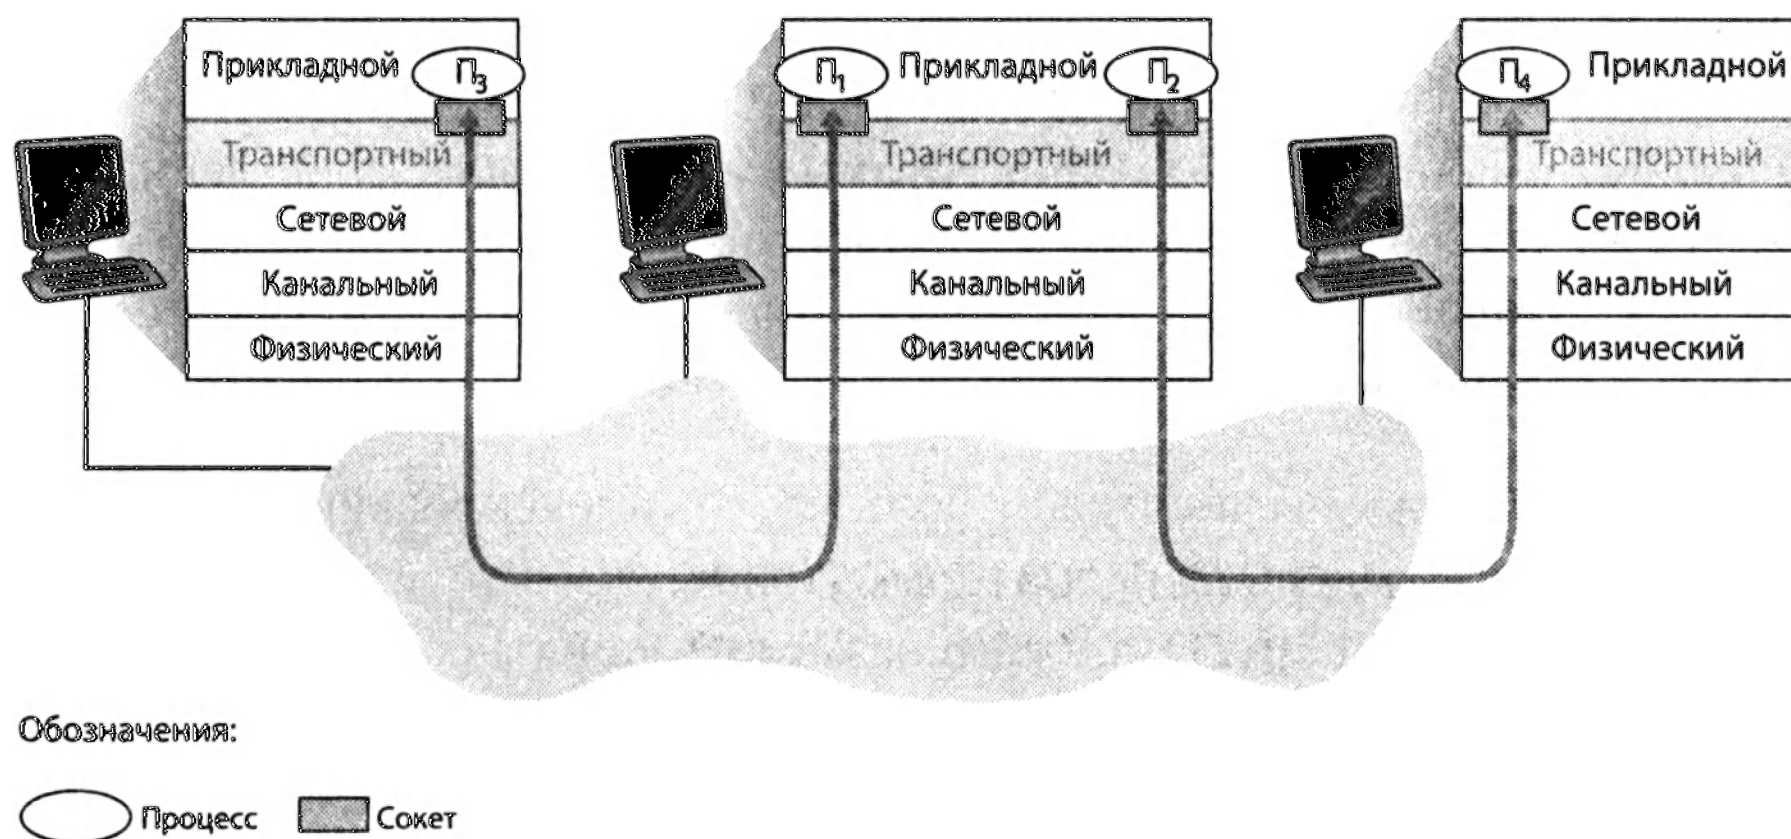 Прикладной П₃
Транспортный
Сетевой
Канальный
Физический
П₁ Прикладной П₂
Транспортный
Сетевой
Канальный
Физический
П₄ Прикладной
Транспортный
Сетевой
Канальный
Физический
Обозначения:
Процесс
Сокет